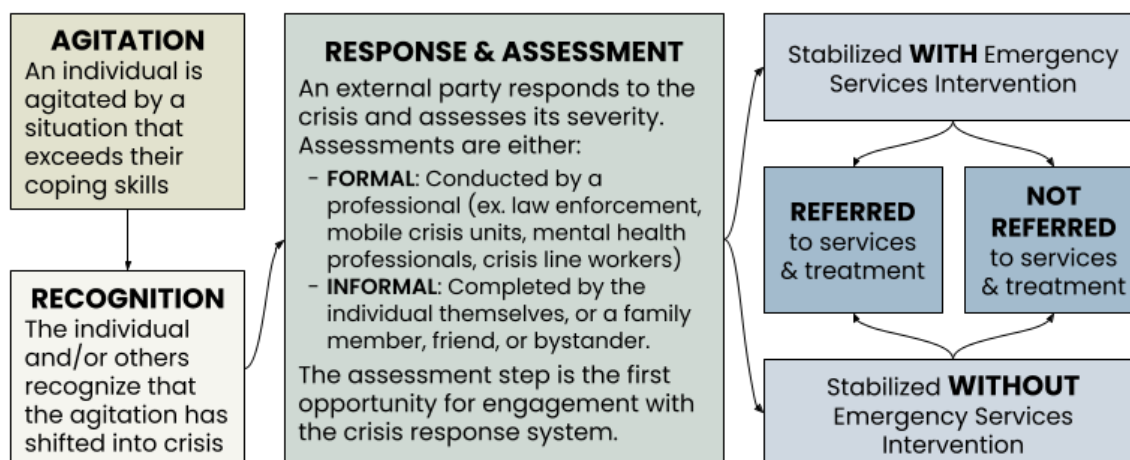 AGITATION
An individual is
agitated by a
situation that
exceeds their
coping skills
RECOGNITION
The individual
and/or others
recognize that
the agitation has
shifted into crisis
RESPONSE & ASSESSMENT
An external party responds to the
crisis and assesses its severity.
Assessments are either:
- FORMAL: Conducted by a
professional (ex. law enforcement,
mobile crisis units, mental health
professionals, crisis line workers)
- INFORMAL: Completed by the
individual themselves, or a family
member, friend, or bystander.
The assessment step is the first
opportunity for engagement with
the crisis response system.
Stabilized WITH Emergency
Services Intervention
REFERRED
to services
& treatment
NOT
REFERRED
to services
& treatment
Stabilized WITHOUT
Emergency Services
Intervention